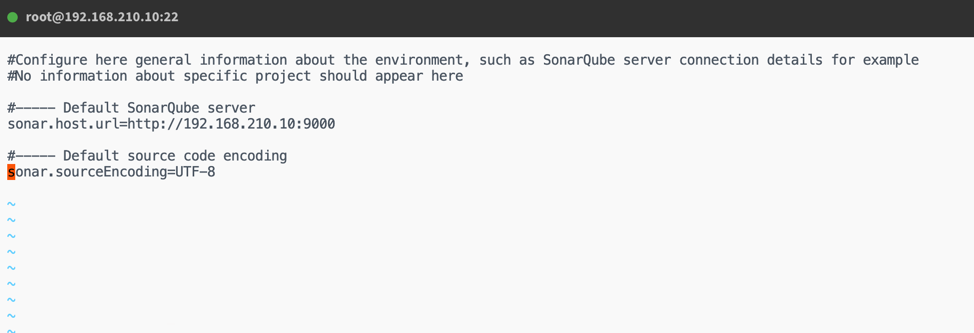 root@192.168.210.10:22
#Configure here general information about the environment, such as SonarQube server connection details for example
#No information about specific project should appear here
#----- Default SonarQube server
sonar.host.url=http://192.168.210.10:9000
#----- Default source code encoding
sonar.sourceEncoding=UTF-8
~
~
~
~
~
~
~
~
~